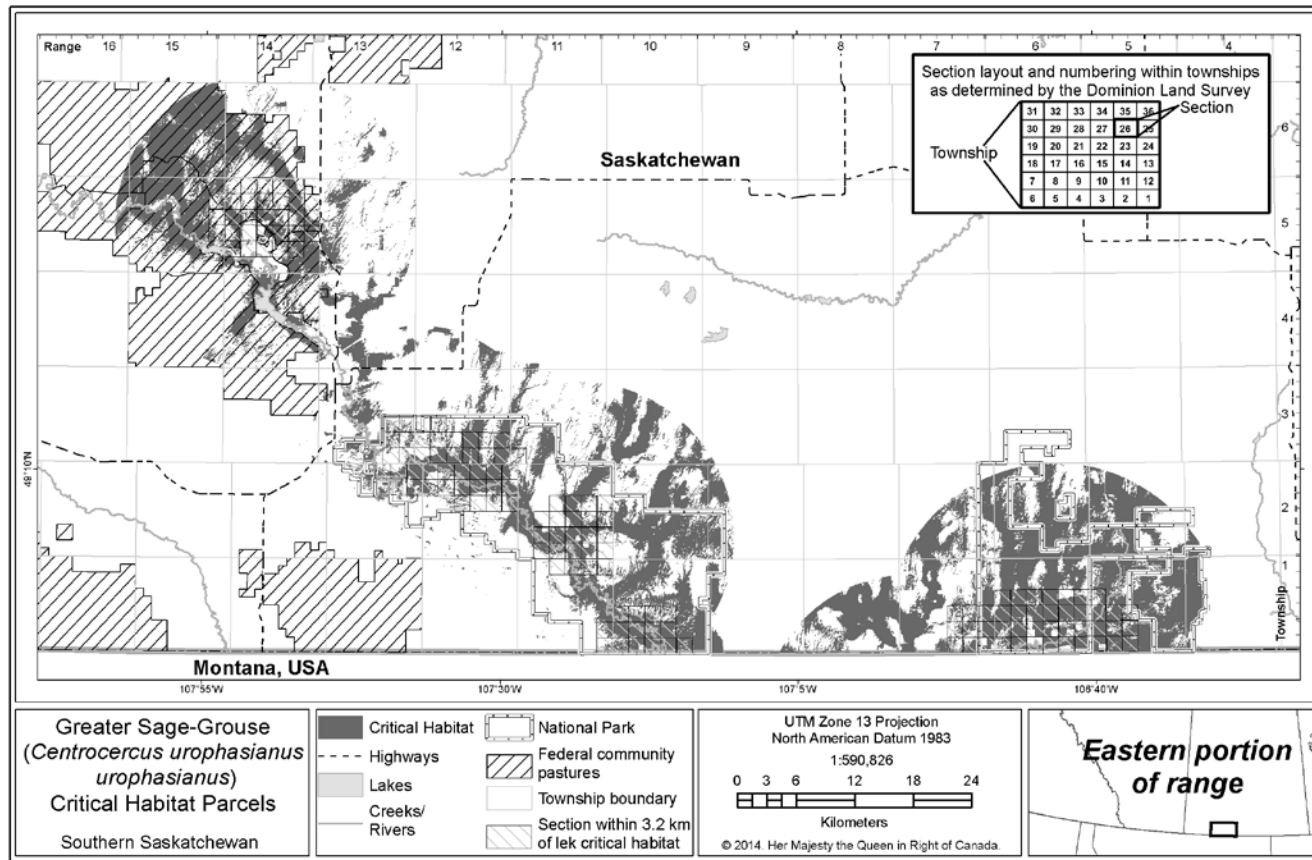 Range 16 15 14 13 12 11 10 9 8 7 6 5 4
Section layout and numbering within townships
as determined by the Dominion Land Survey
Section
Township
31 32 33 34 35 36
30 29 28 27 26 25
19 20 21 22 23 24
18 17 16 15 14 13
7 8 9 10 11 12
6 5 4 3 2 1
Saskatchewan
6
5
4
3
2
1
Township
49°10'N
Montana, USA
107°55'W 107°30'W 107°5'W 106°40'W
Greater Sage-Grouse
(Centrocercus urophasianus
urophasianus)
Critical Habitat Parcels
Southern Saskatchewan
Critical Habitat
Highways
Lakes
Creeks/
Rivers
National Park
Federal community
pastures
Township boundary
Section within 3.2 km
of lek critical habitat
UTM Zone 13 Projection
North American Datum 1983
1:590,826
0 3 6 12 18 24
Kilometers
© 2014. Her Majesty the Queen in Right of Canada.
Eastern portion
of range